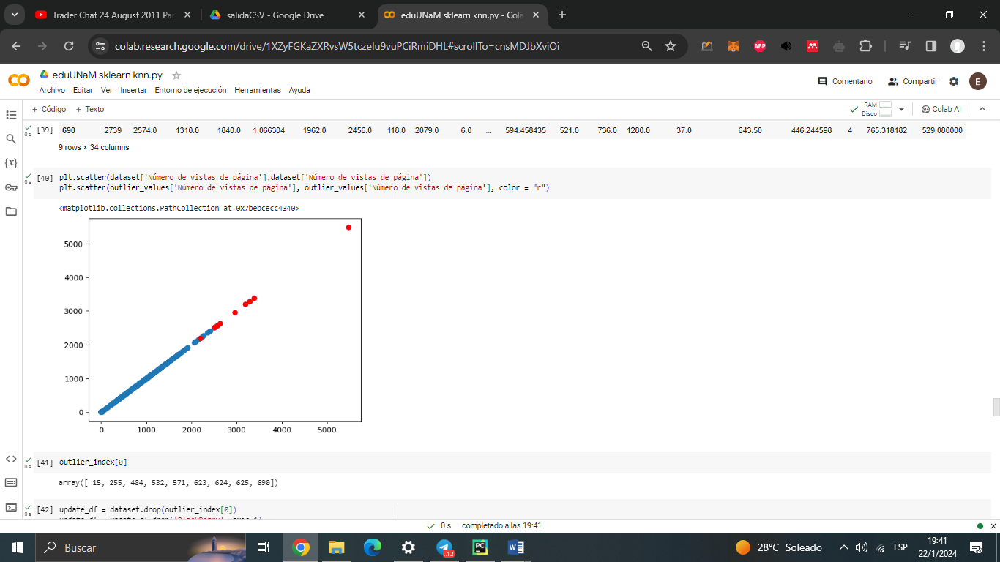 Trader Chat 24 August 2011 Par
salidaCSV - Google Drive
eduUNaM sklearn knn.py - Cola
colab.research.google.com/drive/1XZyFGKaZXRvsW5tczelu9vuPCiRmiDHL#scrollTo=cnsMDJbXviOi
ABP
eduUNaM sklearn knn.py
Archivo Editar Ver Insertar Entorno de ejecución Herramientas Ayuda
Comentario Compartir E
+ Código + Texto
RAM
Disco
Colab AI
0 s [39] 690 2739 2574.0 1310.0 1840.0 1.066304 1962.0 2456.0 118.0 2079.0 6.0 ... 594.458435 521.0 736.0 1280.0 37.0 643.50 446.244598 4 765.318182 529.080000
9 rows × 34 columns
0 s [40] plt.scatter(dataset['Número de vistas de página'],dataset['Número de vistas de página'])
plt.scatter(outlier_values['Número de vistas de página'], outlier_values['Número de vistas de página'], color = "r")
<matplotlib.collections.PathCollection at 0x7bebcecc4340>
5000
4000
3000
2000
1000
0
0 1000 2000 3000 4000 5000
0 s [41] outlier_index[0]
array([ 15, 255, 484, 532, 571, 623, 624, 625, 690])
0 s [42] update_df = dataset.drop(outlier_index[0])
0 s completado a las 19:41
Buscar
12
PC
W
28°C Soleado
ESP
19:41
22/1/2024